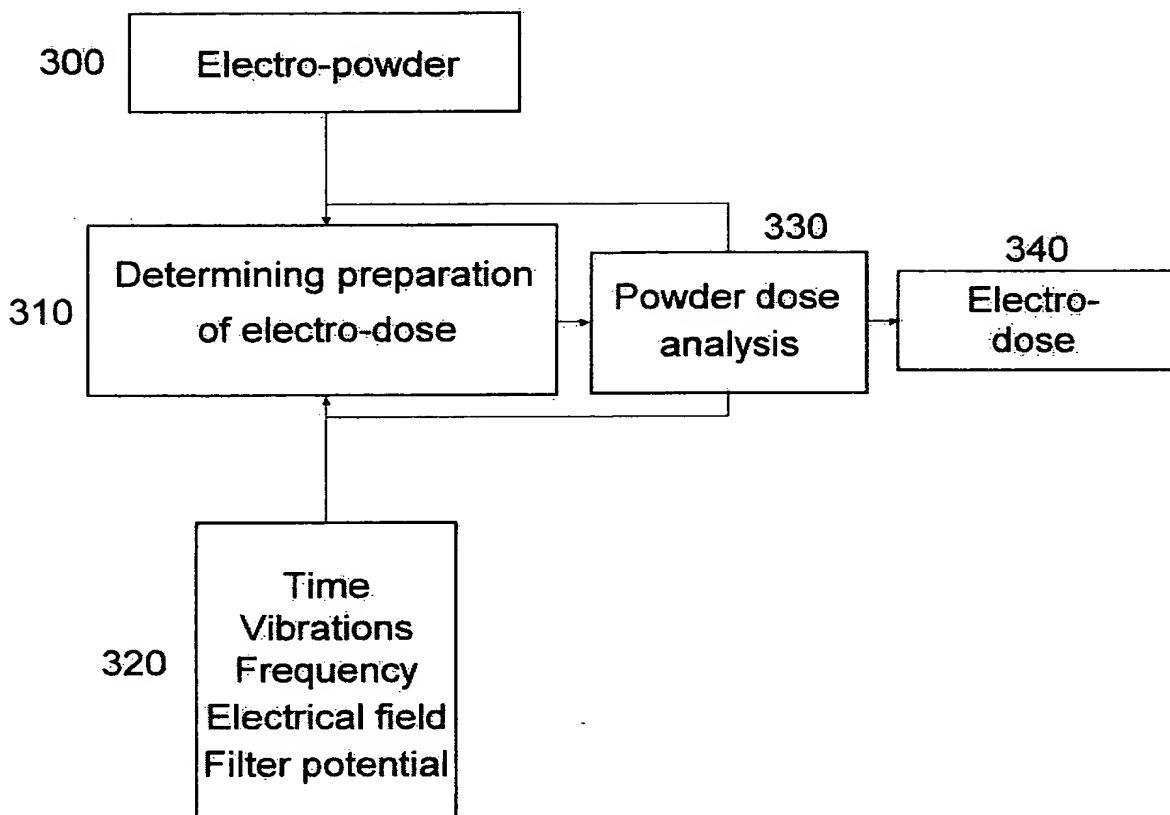 300
Electro-powder
310
Determining preparation
of electro-dose
330
Powder dose
analysis
340
Electro-
dose
320
Time
Vibrations
Frequency
Electrical field
Filter potential